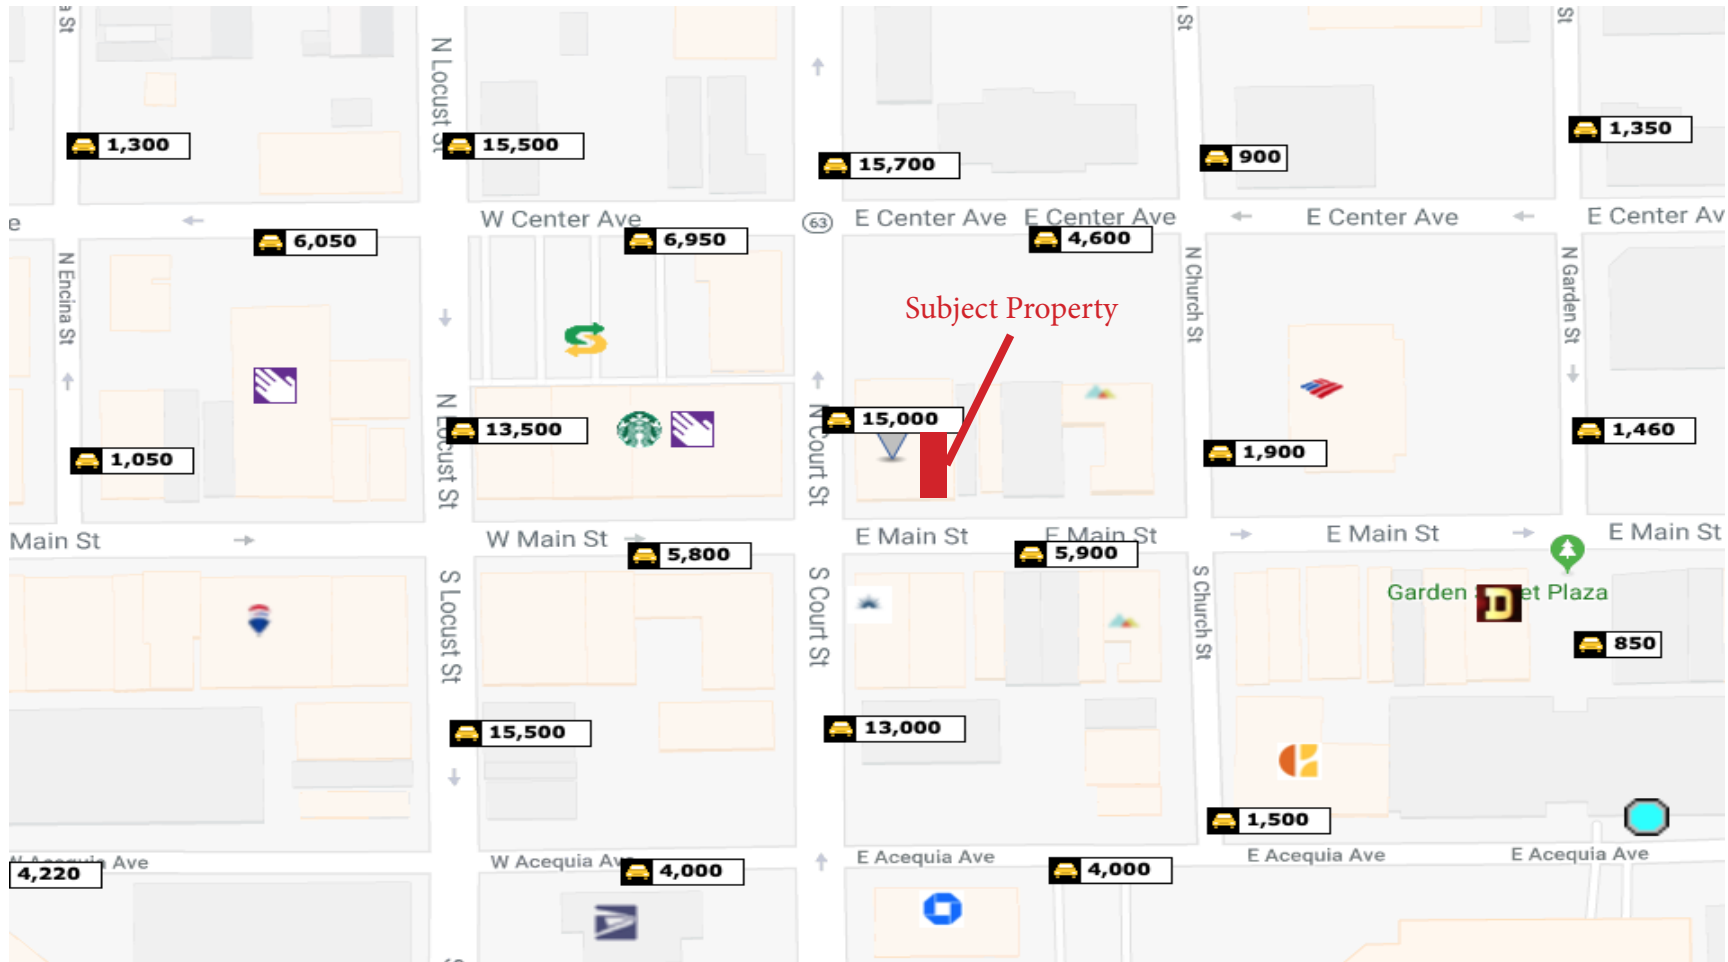 St
St
St
N Locust St
1,300
15,500
15,700
900
1,350
e
W Center Ave
63
E Center Ave
E Center Ave
E Center Ave
E Center Av
6,050
6,950
4,600
N Encina St
N Church St
N Garden St
Subject Property
N Locust St
13,500
N Court St
15,000
1,050
1,900
1,460
Main St
W Main St
E Main St
E Main St
E Main St
E Main St
5,800
5,900
S Locust St
S Court St
S Church St
Garden et Plaza
D
850
15,500
13,000
1,500
W Acequia Ave
W Acequia Av
E Acequia Ave
E Acequia Ave
E Acequia Ave
4,220
4,000
4,000